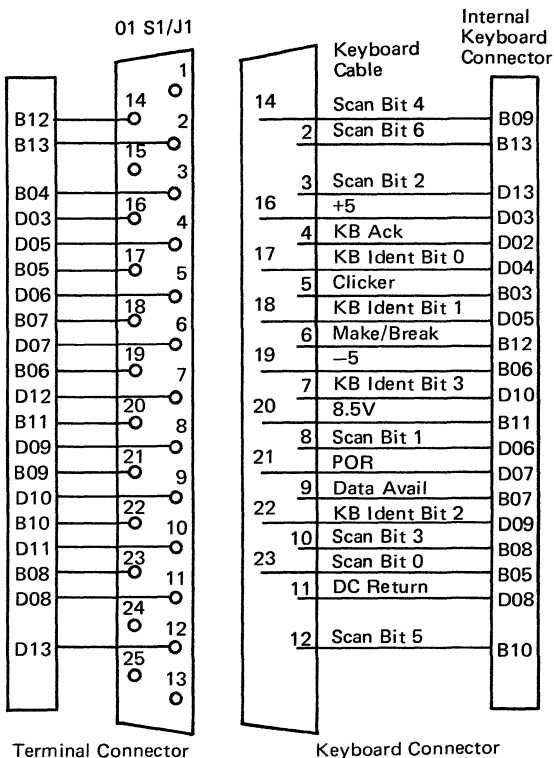 01 S1/J1
1
14
B12
2
B13
15
3
B04
16
D03
4
D05
17
B05
5
D06
18
B07
6
D07
19
B06
7
D12
20
B11
8
D09
21
B09
9
D10
22
B10
10
D11
23
B08
11
D08
24
12
D13
25
13
Terminal Connector
Keyboard
Cable
Internal
Keyboard
Connector
14 Scan Bit 4 B09
2 Scan Bit 6 B13
3 Scan Bit 2 D13
16 +5 D03
4 KB Ack D02
17 KB Ident Bit 0 D04
5 Clicker B03
18 KB Ident Bit 1 D05
6 Make/Break B12
19 −5 B06
7 KB Ident Bit 3 D10
20 8.5V B11
8 Scan Bit 1 D06
21 POR D07
9 Data Avail B07
22 KB Ident Bit 2 D09
10 Scan Bit 3 B08
23 Scan Bit 0 B05
11 DC Return D08
12 Scan Bit 5 B10
Keyboard Connector